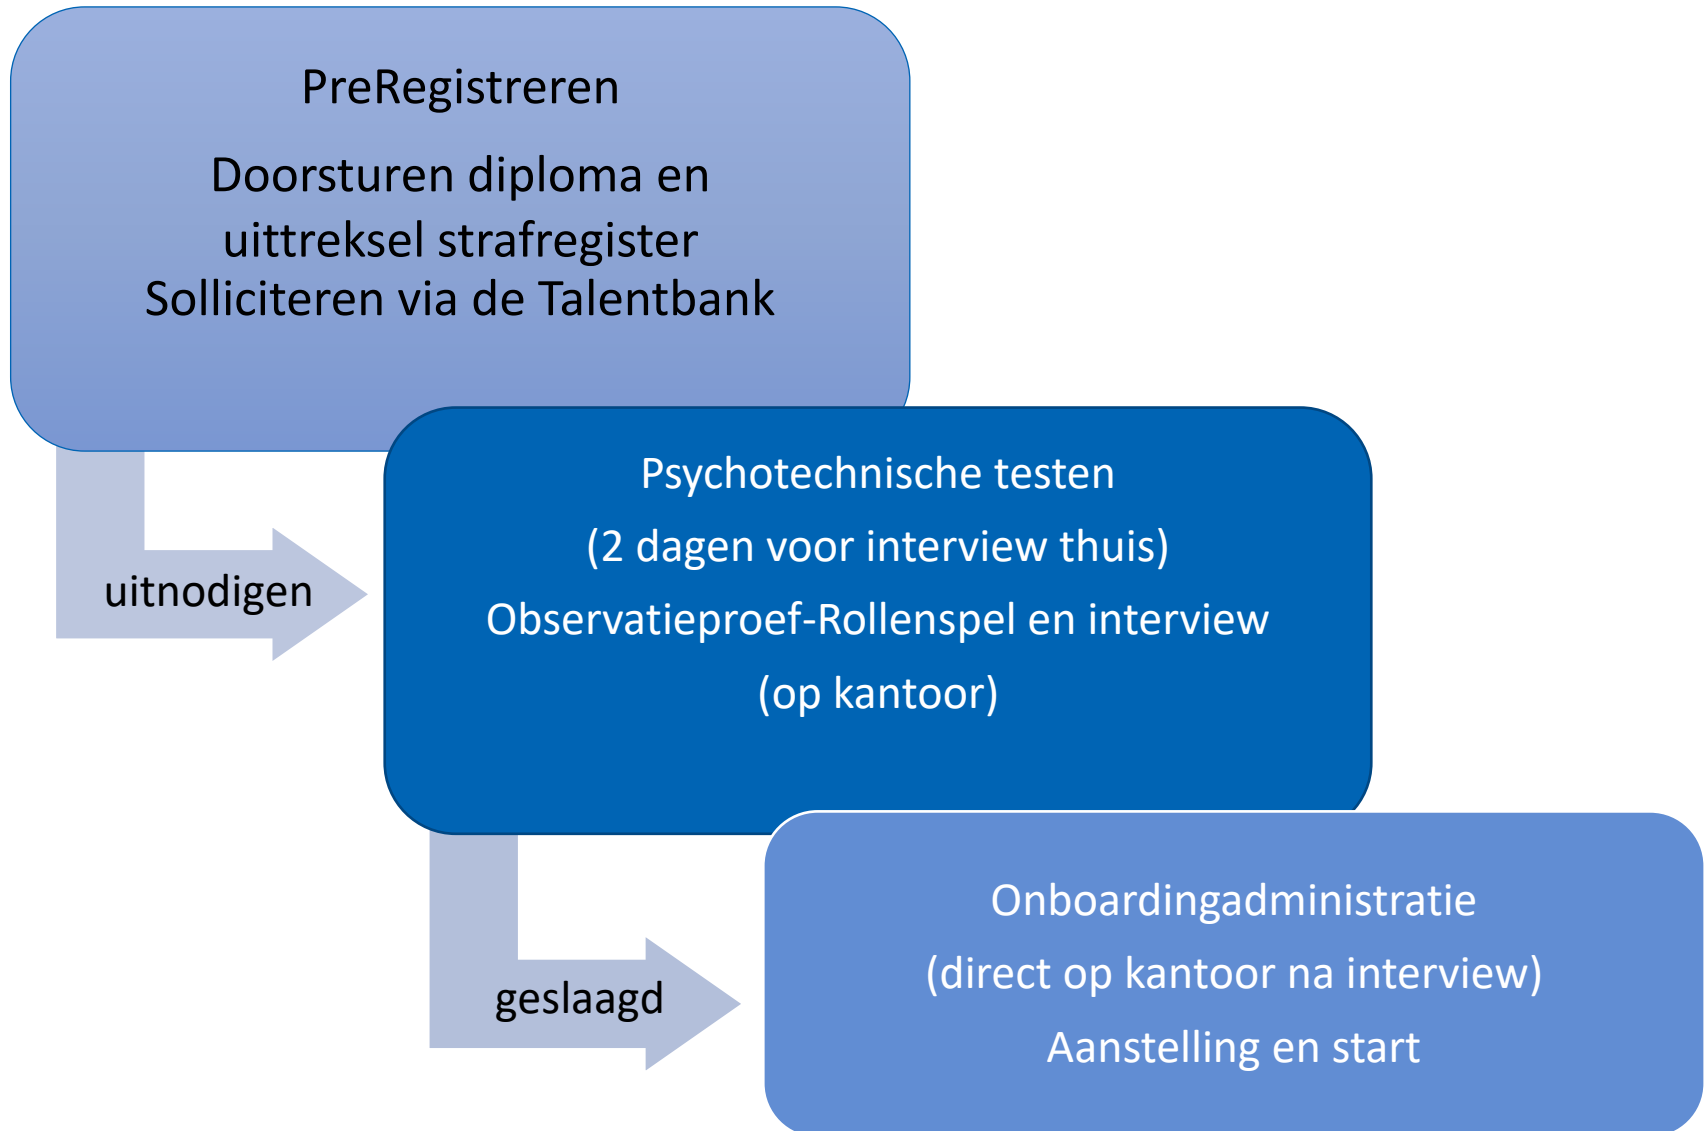 PreRegistreren
Doorsturen diploma en
uittreksel strafregister
Solliciteren via de Talentbank
uitnodigen
Psychotechnische testen
(2 dagen voor interview thuis)
Observatieproef-Rollenspel en interview
(op kantoor)
geslaagd
Onboardingadministratie
(direct op kantoor na interview)
Aanstelling en start